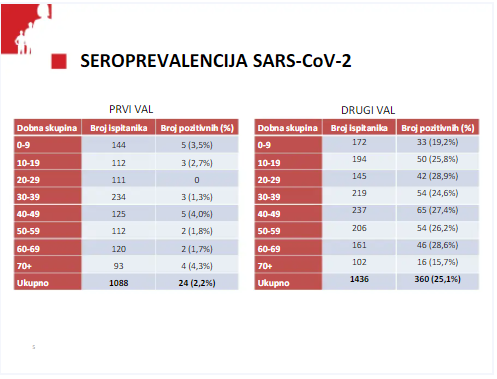 SEROPREVALENCIJA SARS-CoV-2
PRVI VAL
Dobna skupina Broj ispitanika Broj pozitivnih (%)
0-9 144 5 (3,5%)
10-19 112 3 (2,7%)
20-29 111 0
30-39 234 3 (1,3%)
40-49 125 5 (4,0%)
50-59 112 2 (1,8%)
60-69 120 2 (1,7%)
70+ 93 4 (4,3%)
Ukupno 1088 24 (2,2%)
DRUGI VAL
Dobna skupina Broj ispitanika Broj pozitivnih (%)
0-9 172 33 (19,2%)
10-19 194 50 (25,8%)
20-29 145 42 (28,9%)
30-39 219 54 (24,6%)
40-49 237 65 (27,4%)
50-59 206 54 (26,2%)
60-69 161 46 (28,6%)
70+ 102 16 (15,7%)
Ukupno 1436 360 (25,1%)